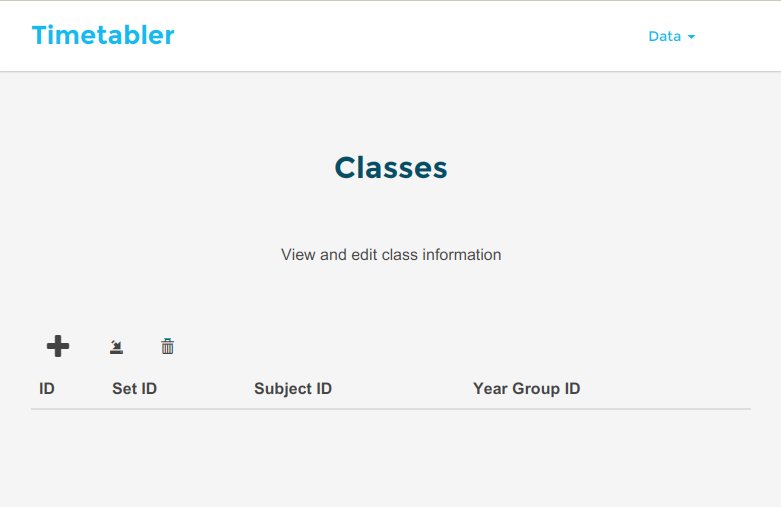 Timetabler
Data
Classes
View and edit class information
ID Set ID Subject ID Year Group ID